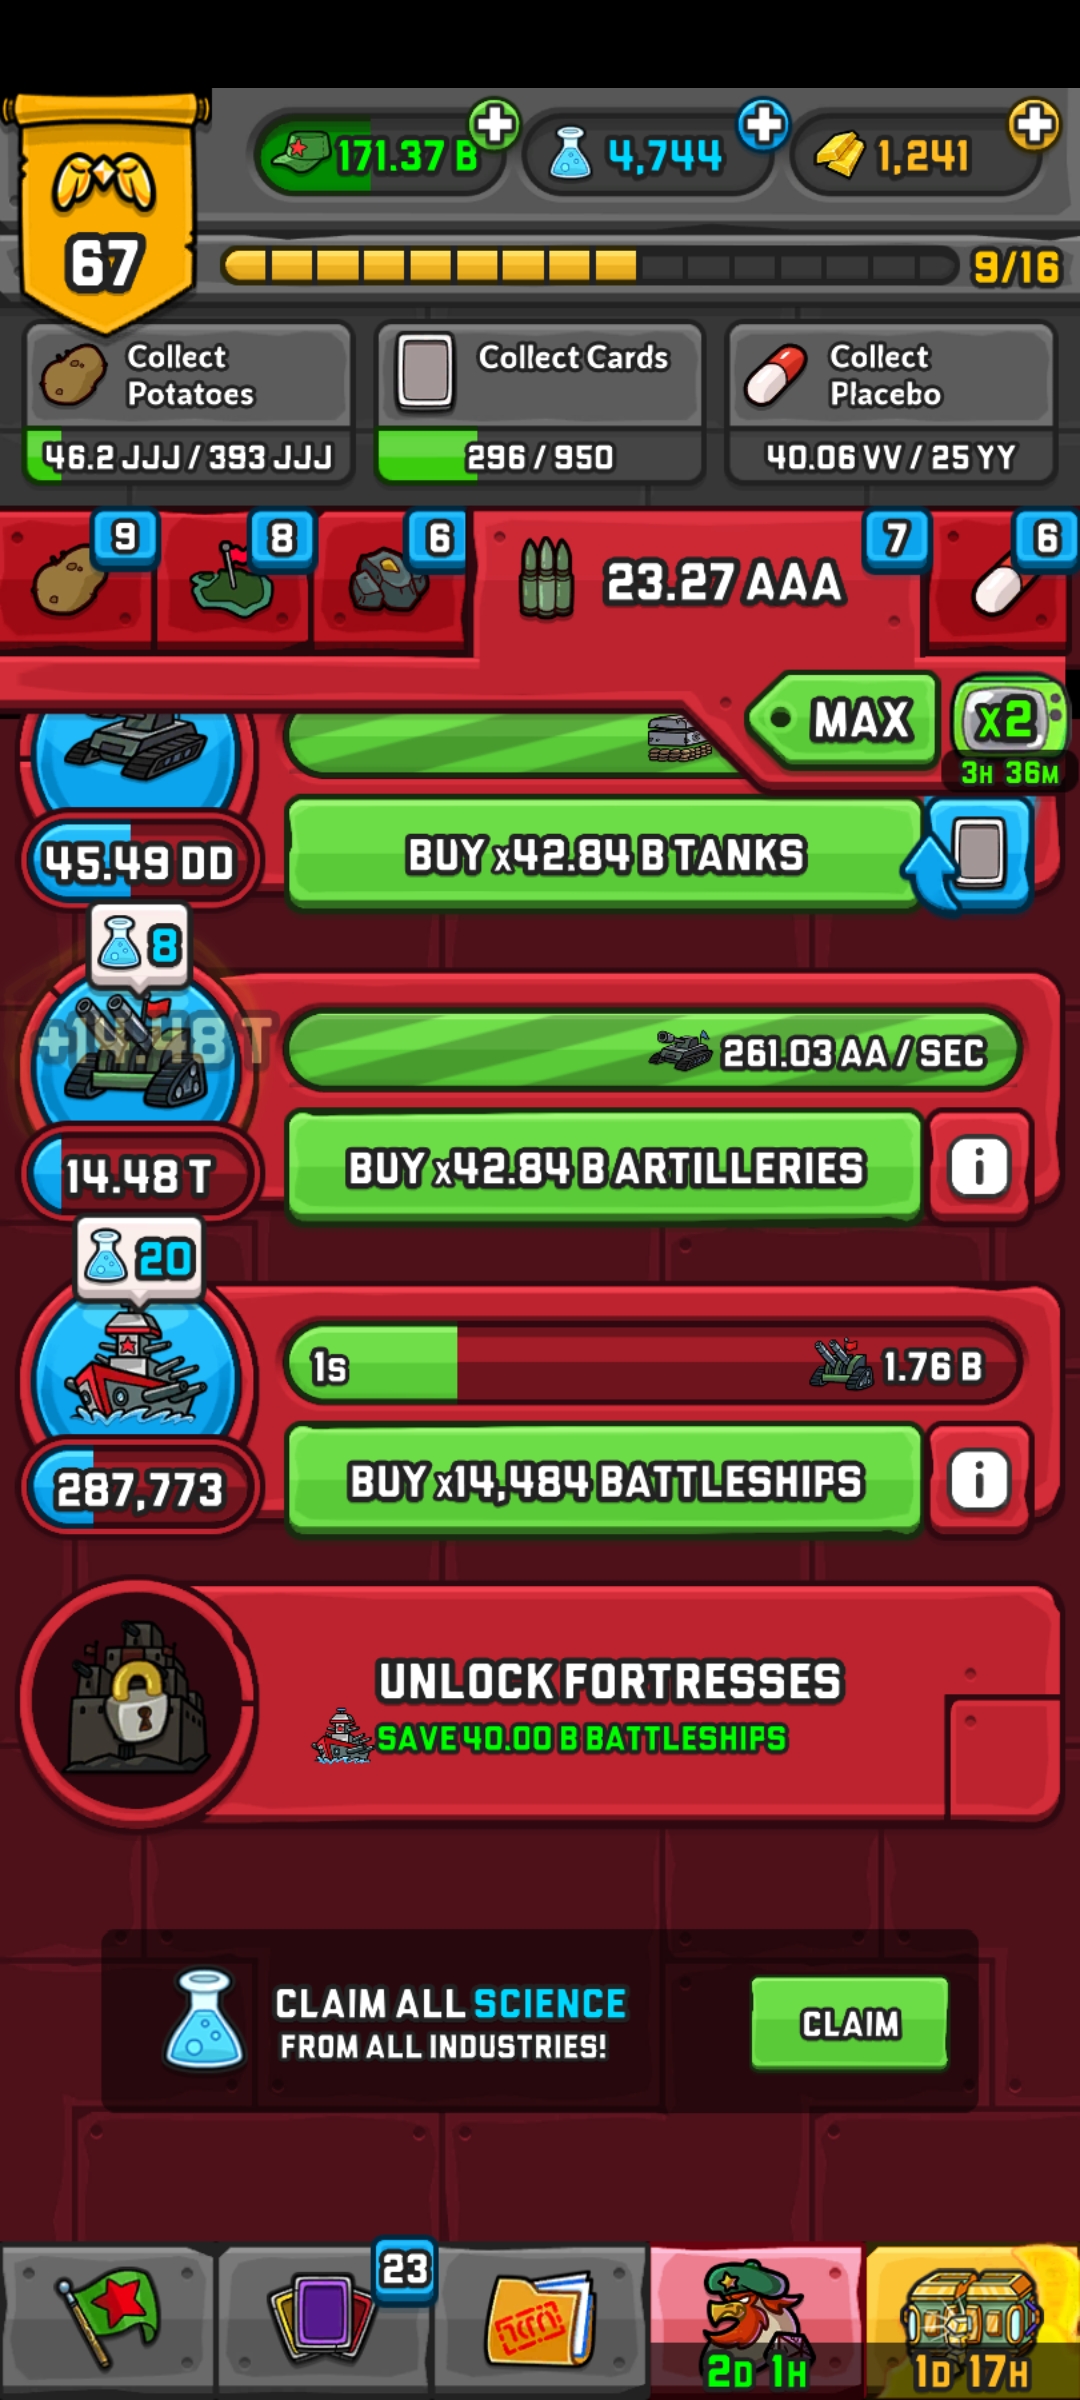 171.37 B
4,744
1,241
67
9/16
Collect
Potatoes
46.2 JJJ / 393 JJJ
Collect Cards
296 / 950
Collect
Placebo
40.06 VV / 25 YY
9
8
6
23.27 AAA
7
6
MAX
x2
3H 36M
45.49 DD
BUY x42.84 B TANKS
8
+14.48 T
261.03 AA / SEC
14.48 T
BUY x42.84 B ARTILLERIES
i
20
1s
1.76 B
287,773
BUY x14,484 BATTLESHIPS
i
UNLOCK FORTRESSES
SAVE 40.00 B BATTLESHIPS
CLAIM ALL SCIENCE
FROM ALL INDUSTRIES!
CLAIM
23
2D 1H
1D 17H